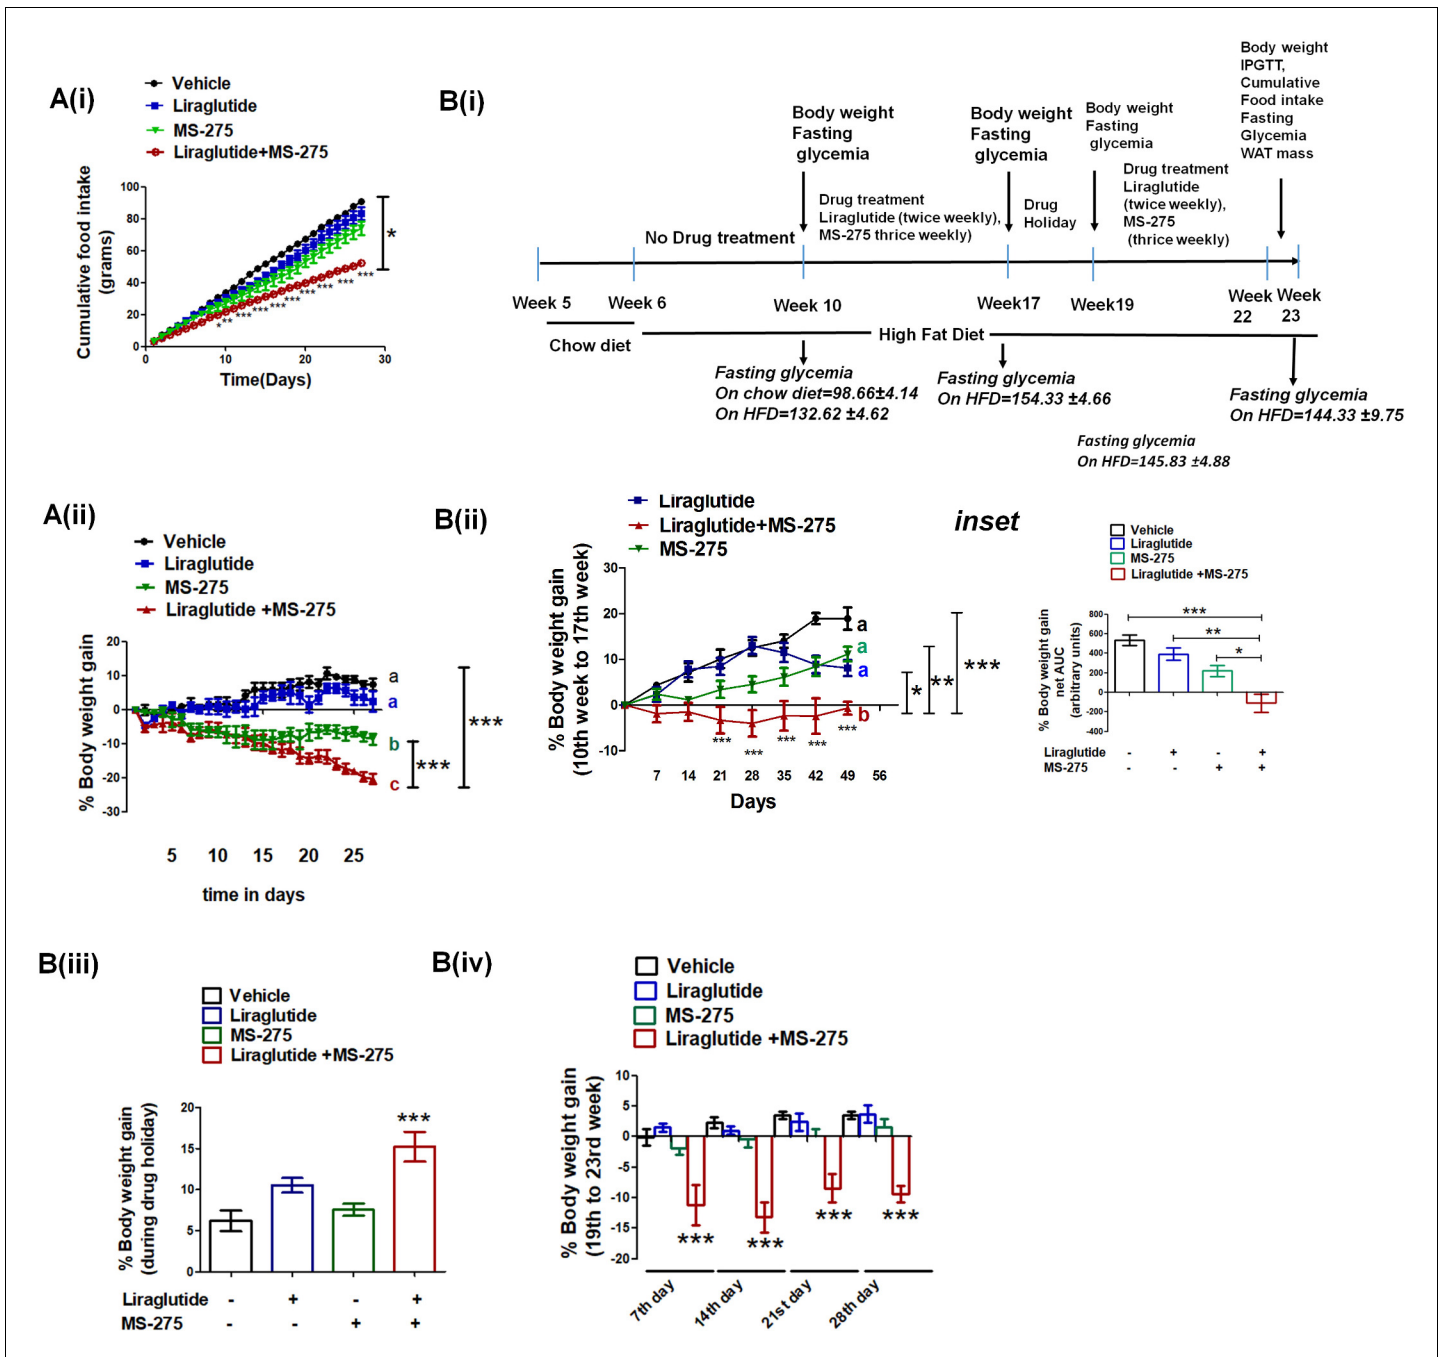 A(i)
Vehicle
Liraglutide
MS-275
Liraglutide+MS-275
Cumulative food intake
(grams)
100
80
60
40
20
0
*
*** *** *** *** *** *** *** *** ***
0 10 20 30
Time(Days)
B(i)
Body weight
Fasting
glycemia
Body weight
Fasting
glycemia
Body weight
Fasting
glycemia
Body weight
IPGTT,
Cumulative
Food intake
Fasting
Glycemia
WAT mass
No Drug treatment
Drug treatment
Liraglutide (twice weekly),
MS-275 thrice weekly)
Drug
Holiday
Drug treatment
Liraglutide
(twice weekly),
MS-275
(thrice weekly)
Week 5
Week 6
Week 10
Week17
Week19
Week
22
Week
23
Chow diet
High Fat Diet
Fasting glycemia
On chow diet=98.66±4.14
On HFD=132.62 ±4.62
Fasting glycemia
On HFD=154.33 ±4.66
Fasting glycemia
On HFD=145.83 ±4.88
Fasting glycemia
On HFD=144.33 ±9.75
A(ii)
Vehicle
Liraglutide
MS-275
Liraglutide +MS-275
% Body weight gain
20
10
0
-10
-20
-30
a
a
b
c
***
***
5 10 15 20 25
time in days
B(ii)
Liraglutide
Liraglutide+MS-275
MS-275
% Body weight gain
(10th week to 17th week)
30
20
10
0
-10
a
a
a
b
* ** ***
*** *** *** *** ***
7 14 21 28 35 42 49 56
Days
inset
Vehicle
Liraglutide
MS-275
Liraglutide +MS-275
% Body weight gain
net AUC
(arbitrary units)
800
600
400
200
0
-200
-400
***
**
*
Liraglutide - + - +
MS-275 - - + +
B(iii)
Vehicle
Liraglutide
MS-275
Liraglutide +MS-275
% Body weight gain
(during drug holiday)
20
15
10
5
0
***
Liraglutide - + - +
MS-275 - - + +
B(iv)
Vehicle
Liraglutide
MS-275
Liraglutide +MS-275
% Body weight gain
(19th to 23rd week)
10
5
0
-5
-10
-15
-20
*** *** *** ***
7th day
14th day
21st day
28th day